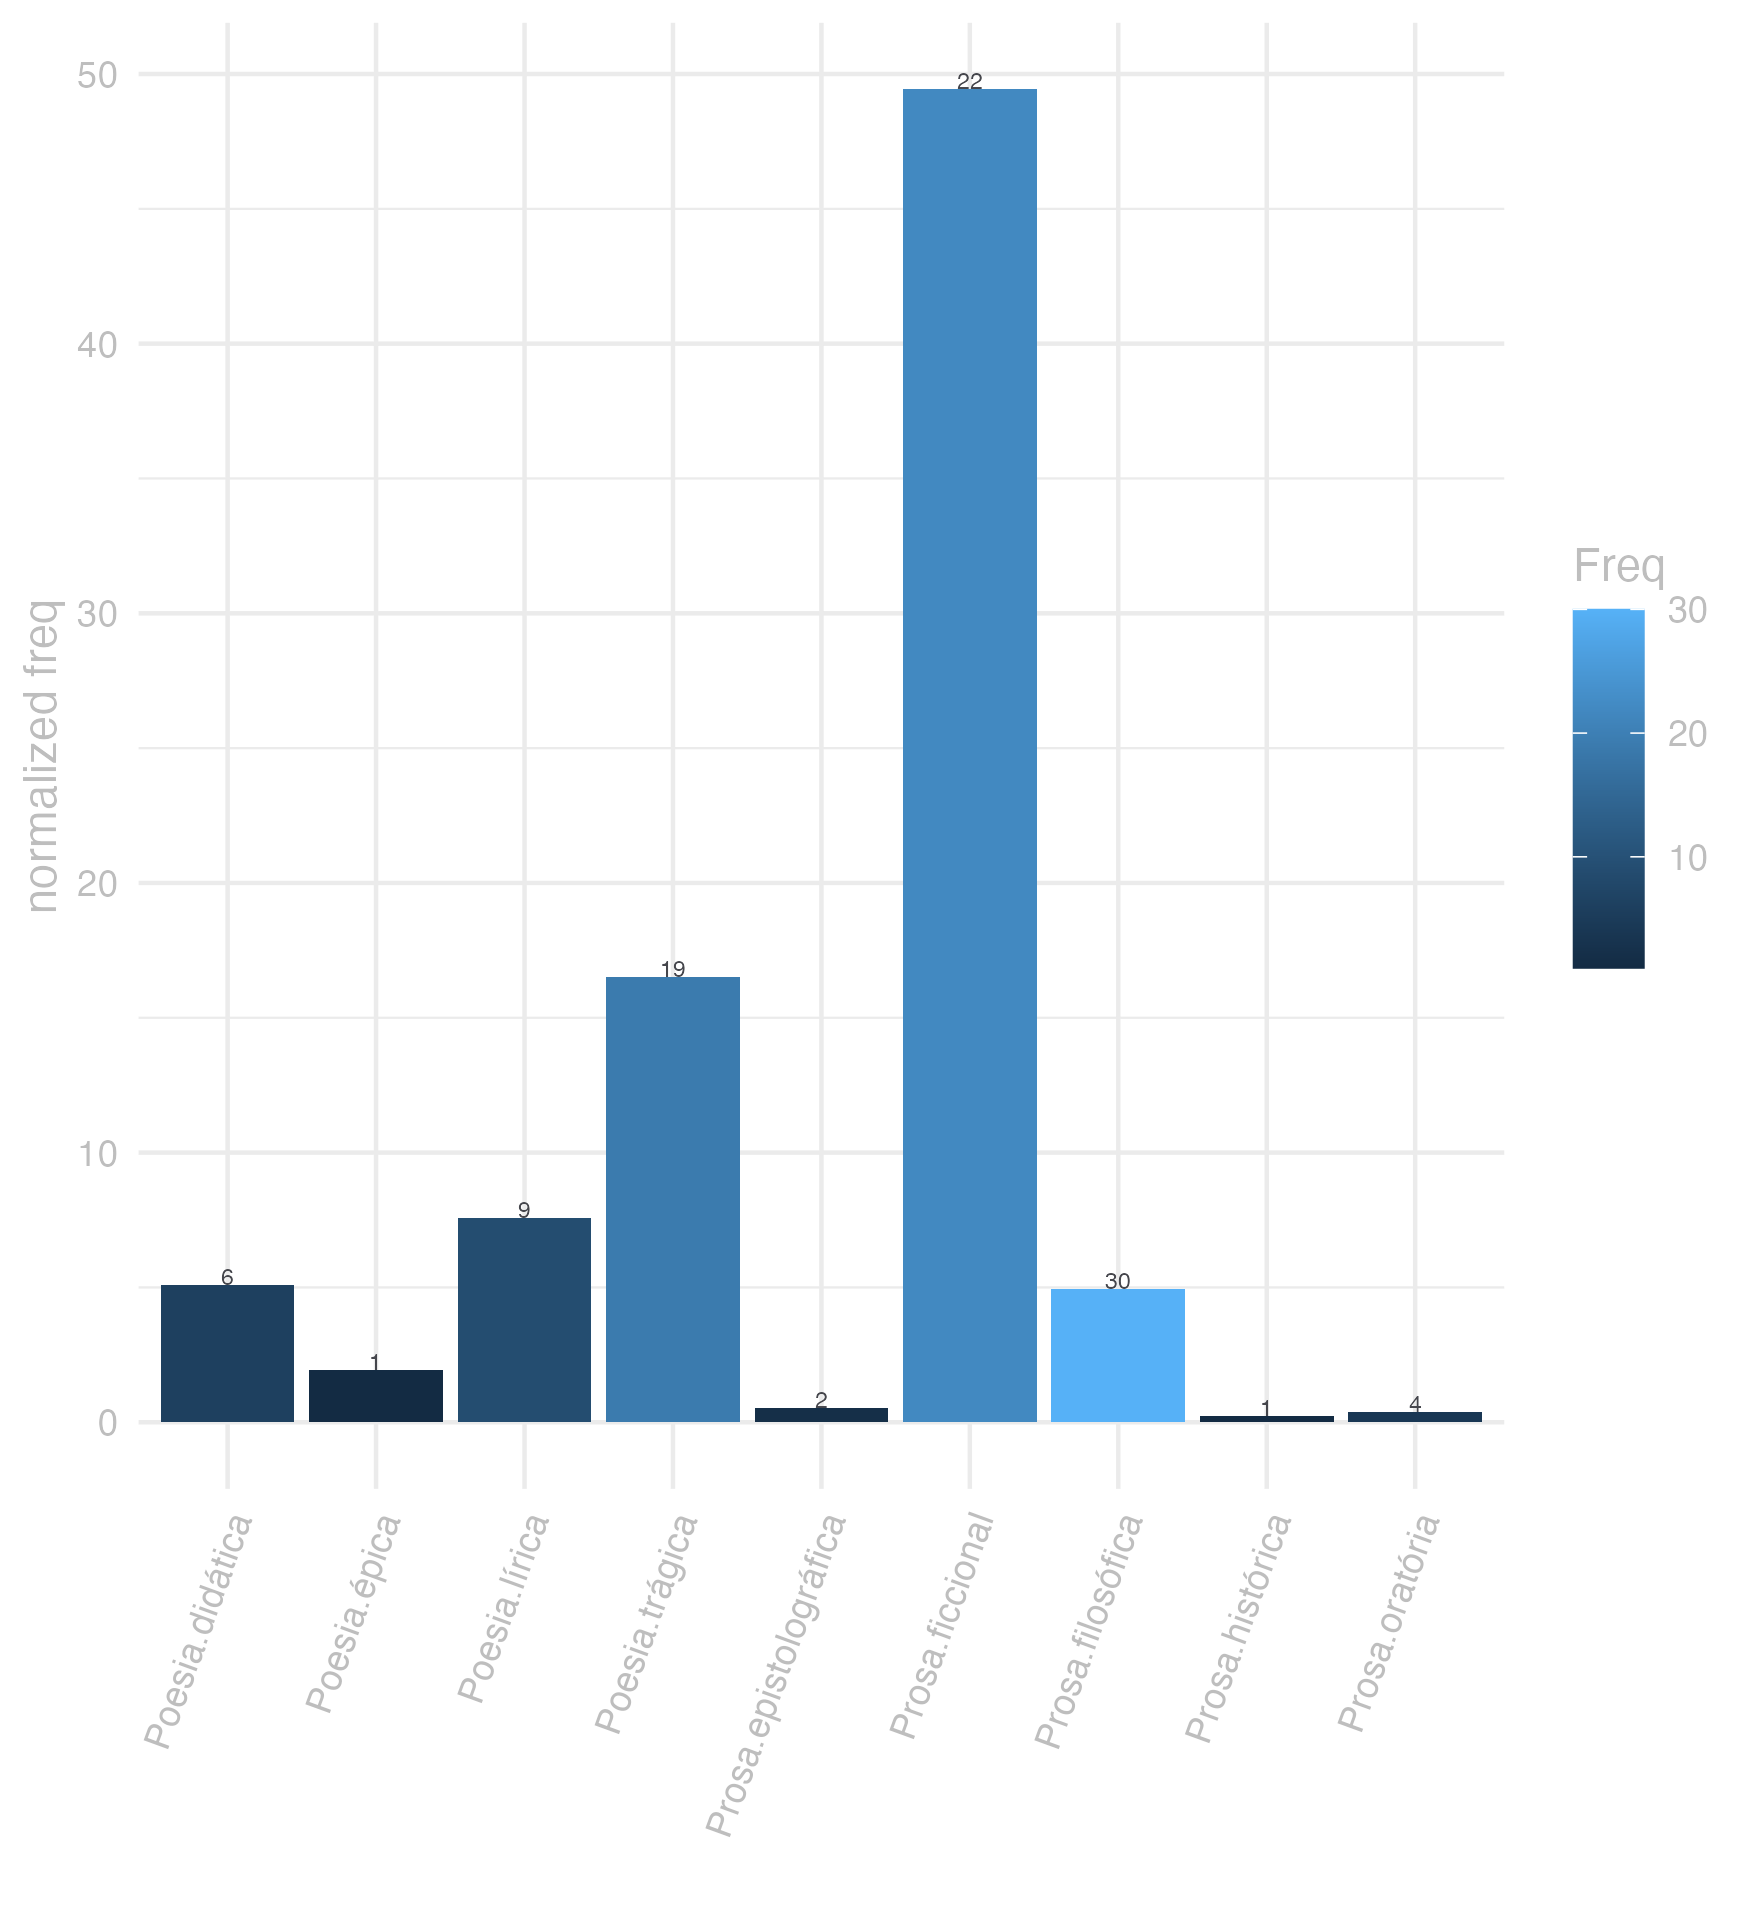 50
40
30
20
10
0
normalized freq
6
1
9
19
2
22
30
1
4
Poesia.didática
Poesia.épica
Poesia.lírica
Poesia.trágica
Prosa.epistolográfica
Prosa.ficcional
Prosa.filosófica
Prosa.histórica
Prosa.oratória
Freq
30
20
10